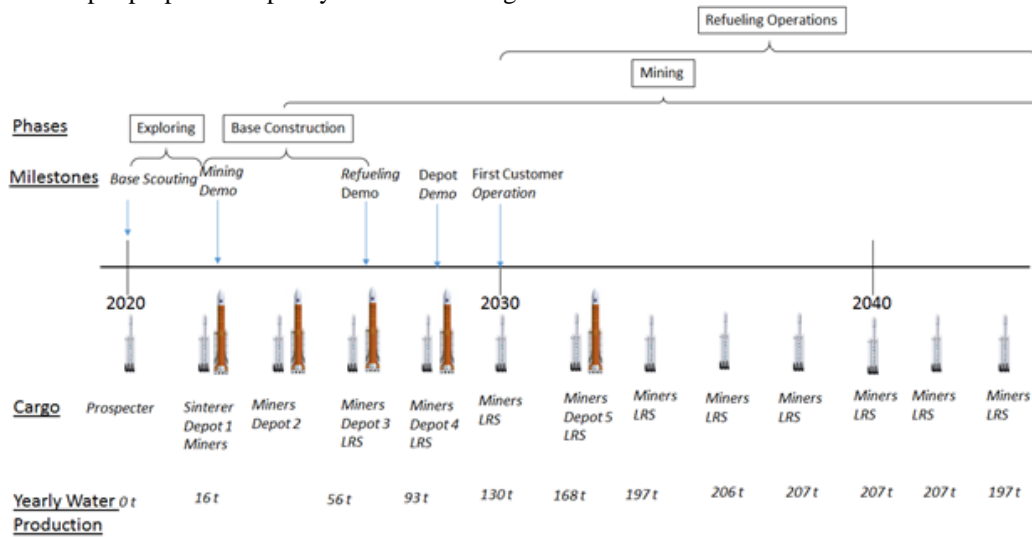 Refueling Operations
Mining
Phases
Exploring
Base Construction
Milestones
Base Scouting
Mining
Demo
Refueling
Demo
Depot
Demo
First Customer
Operation
2020
2030
2040
Cargo
Prospecter
Sinterer
Depot 1
Miners
Miners
Depot 2
Miners
Depot 3
LRS
Miners
Depot 4
LRS
Miners
LRS
Miners
Depot 5
LRS
Miners
LRS
Miners
LRS
Miners
LRS
Miners
LRS
Miners
LRS
Miners
LRS
Yearly Water
Production
0 t
16 t
56 t
93 t
130 t
168 t
197 t
206 t
207 t
207 t
207 t
197 t